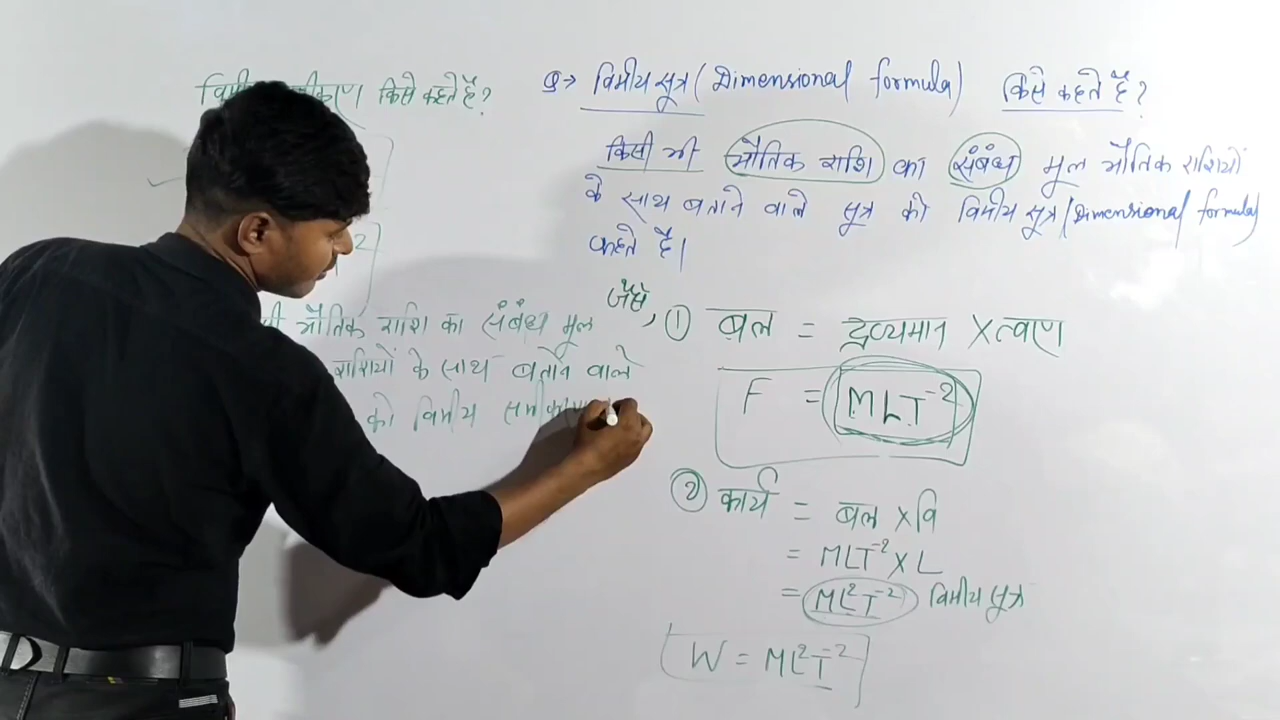 किसे कहते है?
Q→ विमीय सूत्र (Dimensional formula) किसे कहते है?
किसी भी भौतिक राशि का संबंध मूल भौतिक राशियों
के साथ बताने वाले सूत्र को विमीय सूत्र (Dimensional formula)
कहते है।
2
भौतिक राशि का संबंध मूल
राशियों के साथ बताने वाले
को विमीय
जैसे,
① बल = द्रव्यमान X त्वरण
F = MLT⁻²
② कार्य = बल X वि
= MLT⁻² X L
= ML²T⁻² विमीय सूत्र
W = ML²T⁻²